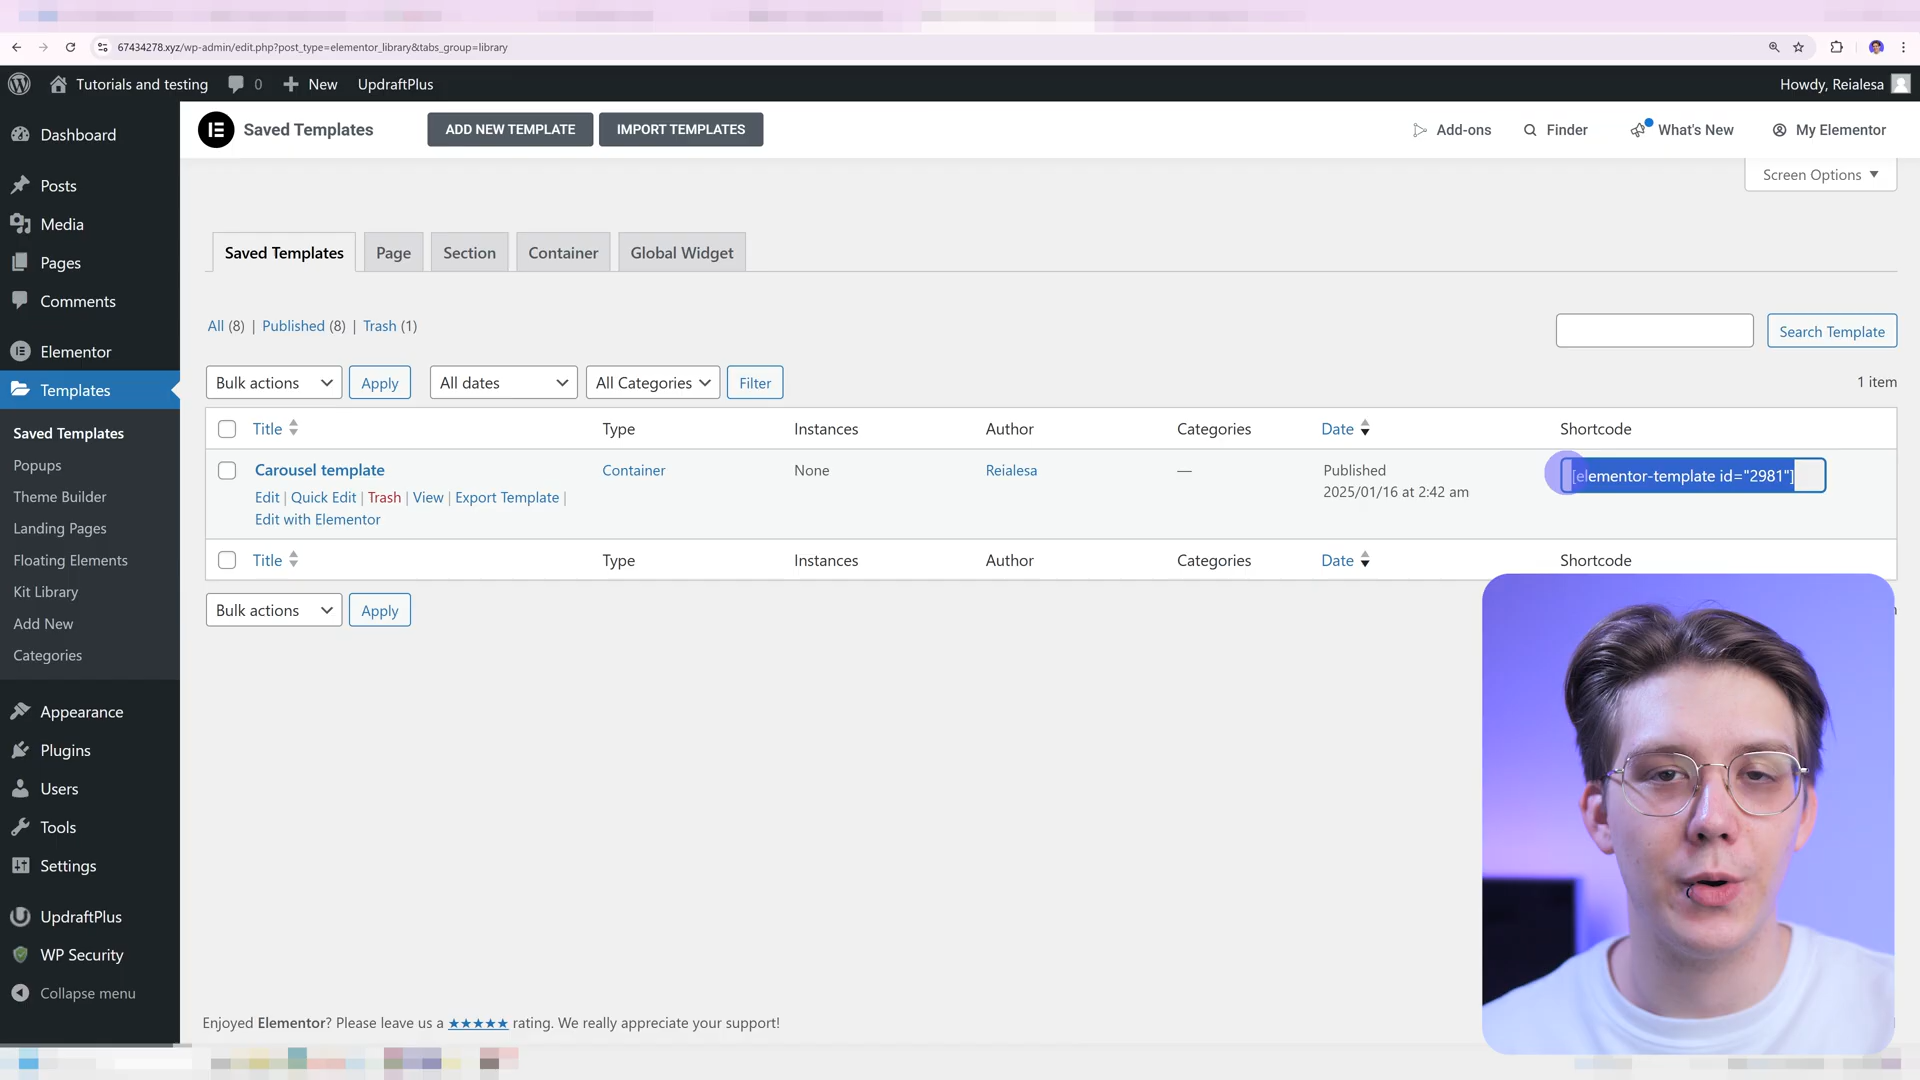 67434278.xyz/wp-admin/edit.php?post_type=elementor_library&tabs_group=library
Tutorials and testing 0 New UpdraftPlus Howdy, Reialesa
Saved Templates ADD NEW TEMPLATE IMPORT TEMPLATES Add-ons Finder What's New My Elementor
Screen Options
Dashboard
Posts
Media
Pages
Comments
Elementor
Templates
Saved Templates
Popups
Theme Builder
Landing Pages
Floating Elements
Kit Library
Add New
Categories
Appearance
Plugins
Users
Tools
Settings
UpdraftPlus
WP Security
Collapse menu
Saved Templates Page Section Container Global Widget
All (8) | Published (8) | Trash (1)
Search Template
Bulk actions Apply All dates All Categories Filter 1 item
Title Type Instances Author Categories Date Shortcode
Carousel template Container None Reialesa — Published [elementor-template id="2981"]
2025/01/16 at 2:42 am
Edit | Quick Edit | Trash | View | Export Template |
Edit with Elementor
Title Type Instances Author Categories Date Shortcode
Bulk actions Apply
Enjoyed Elementor? Please leave us a ★★★★★ rating. We really appreciate your support!